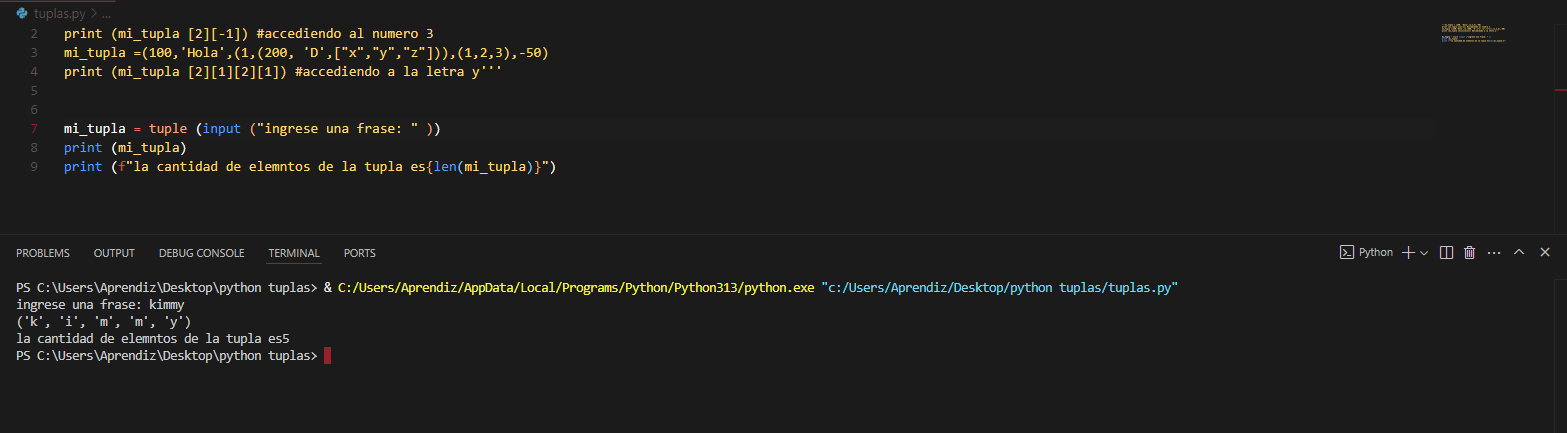 tuplas.py > ...
2 print (mi_tupla [2][-1]) #accediendo al numero 3
3 mi_tupla =(100,'Hola',(1,(200, 'D',["x","y","z"])),(1,2,3),-50)
4 print (mi_tupla [2][1][2][1]) #accediendo a la letra y'''
5
6
7 mi_tupla = tuple (input ("ingrese una frase: " ))
8 print (mi_tupla)
9 print (f"la cantidad de elemntos de la tupla es{len(mi_tupla)}")
PROBLEMS OUTPUT DEBUG CONSOLE TERMINAL PORTS Python
PS C:\Users\Aprendiz\Desktop\python tuplas> & C:/Users/Aprendiz/AppData/Local/Programs/Python/Python313/python.exe "c:/Users/Aprendiz/Desktop/python tuplas/tuplas.py"
ingrese una frase: kimmy
('k', 'i', 'm', 'm', 'y')
la cantidad de elemntos de la tupla es5
PS C:\Users\Aprendiz\Desktop\python tuplas>